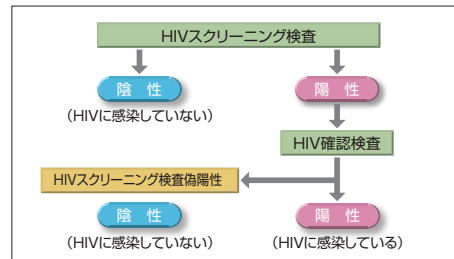 HIVスクリーニング検査
陰 性
陽 性
(HIVに感染していない)
HIV確認検査
HIVスクリーニング検査偽陽性
陰 性
陽 性
(HIVに感染していない)
(HIVに感染している)